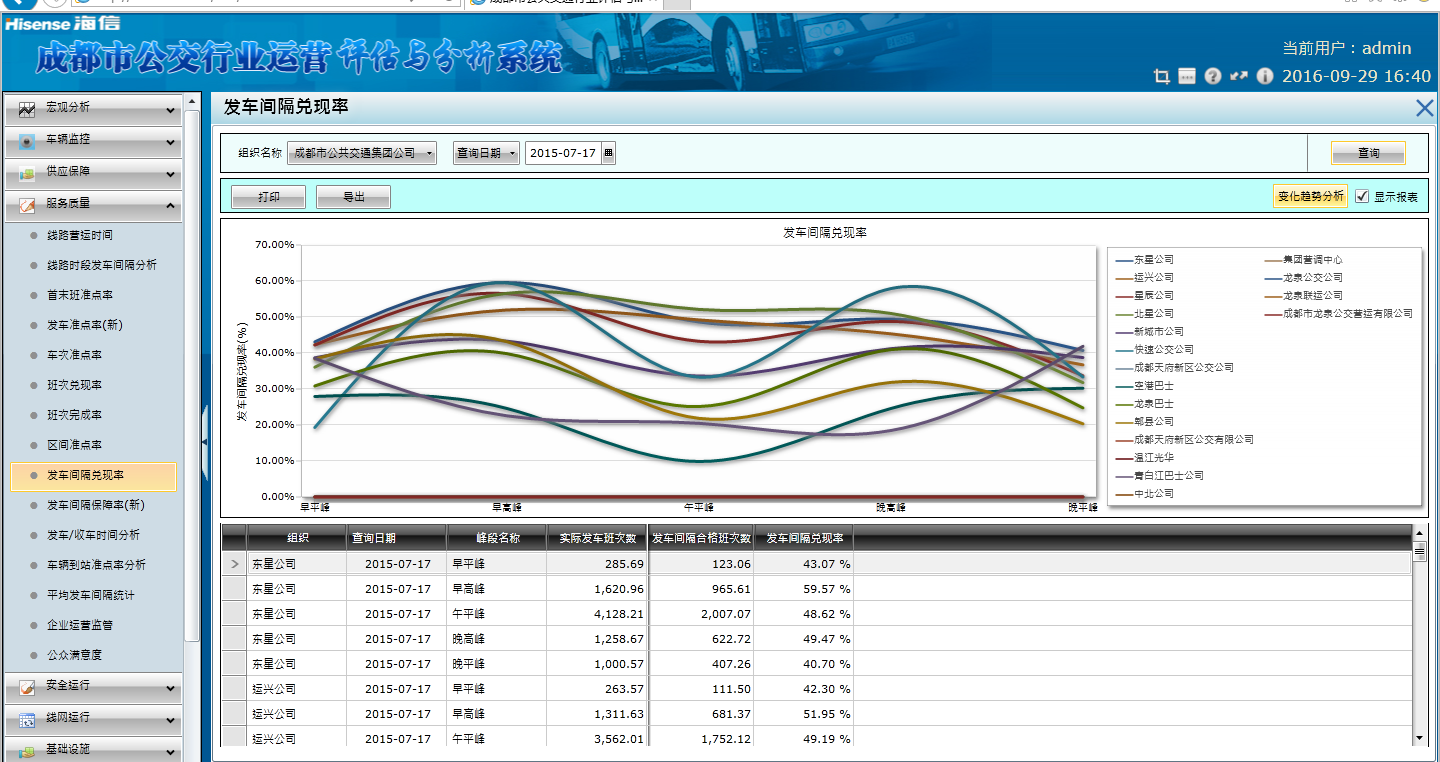 Hisense 海信
成都市公交行业运营评估与分析系统
当前用户：admin
2016-09-29 16:40
宏观分析
车辆监控
供应保障
服务质量
线路营运时间
线路时段发车间隔分析
首末班准点率
发车准点率(新)
车次准点率
班次兑现率
班次完成率
区间准点率
发车间隔兑现率
发车间隔保障率(新)
发车/收车时间分析
车辆到站准点率分析
平均发车间隔统计
企业运营监管
公众满意度
安全运行
线网运行
基础设施
发车间隔兑现率
组织名称 成都市公共交通集团公司 查询日期 2015-07-17 查询
打印 导出 变化趋势分析 显示报表
发车间隔兑现率
发车间隔兑现率(%)
70.00%
60.00%
50.00%
40.00%
30.00%
20.00%
10.00%
0.00%
早平峰 早高峰 午平峰 晚高峰 晚平峰
东星公司 集团营调中心
运兴公司 龙泉公交公司
星辰公司 龙泉联运公司
北星公司 成都市龙泉公交营运有限公司
新城市公司
快速公交公司
成都天府新区公交公司
空港巴士
龙泉巴士
郫县公司
成都天府新区公交有限公司
温江光华
青白江巴士公司
中北公司
组织 查询日期 峰段名称 实际发车班次数 发车间隔合格班次数 发车间隔兑现率
东星公司 2015-07-17 早平峰 285.69 123.06 43.07 %
东星公司 2015-07-17 早高峰 1,620.96 965.61 59.57 %
东星公司 2015-07-17 午平峰 4,128.21 2,007.07 48.62 %
东星公司 2015-07-17 晚高峰 1,258.67 622.72 49.47 %
东星公司 2015-07-17 晚平峰 1,000.57 407.26 40.70 %
运兴公司 2015-07-17 早平峰 263.57 111.50 42.30 %
运兴公司 2015-07-17 早高峰 1,311.63 681.37 51.95 %
运兴公司 2015-07-17 午平峰 3,562.01 1,752.12 49.19 %